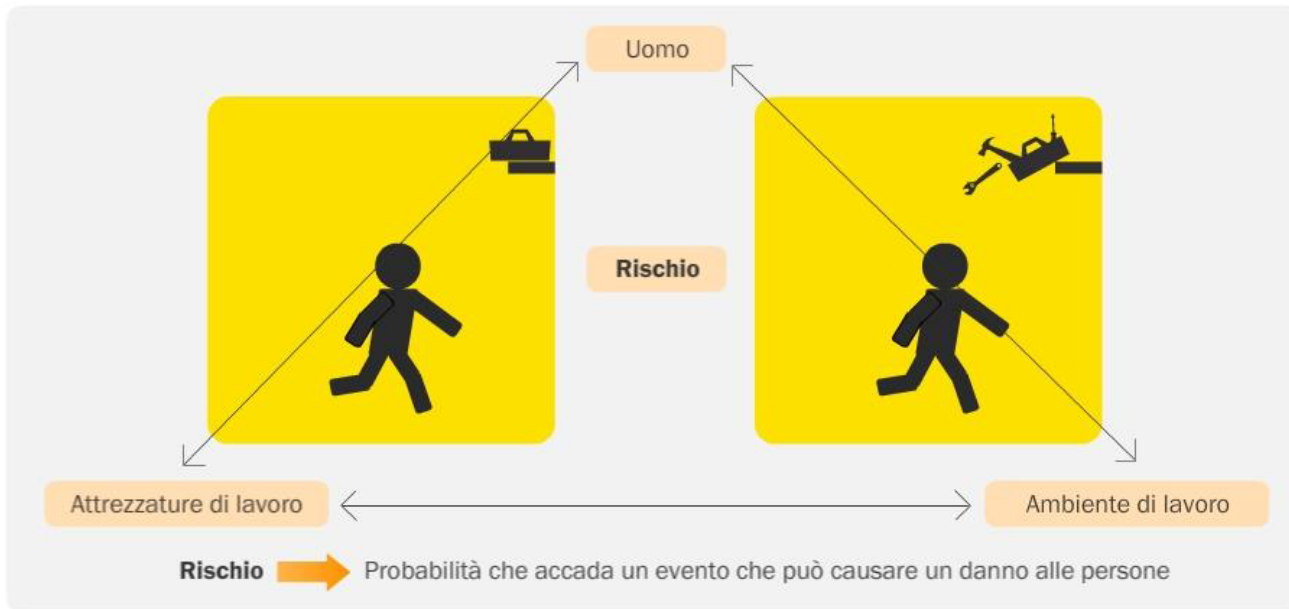 Uomo
Rischio
Attrezzature di lavoro
Ambiente di lavoro
Rischio Probabilità che accada un evento che può causare un danno alle persone